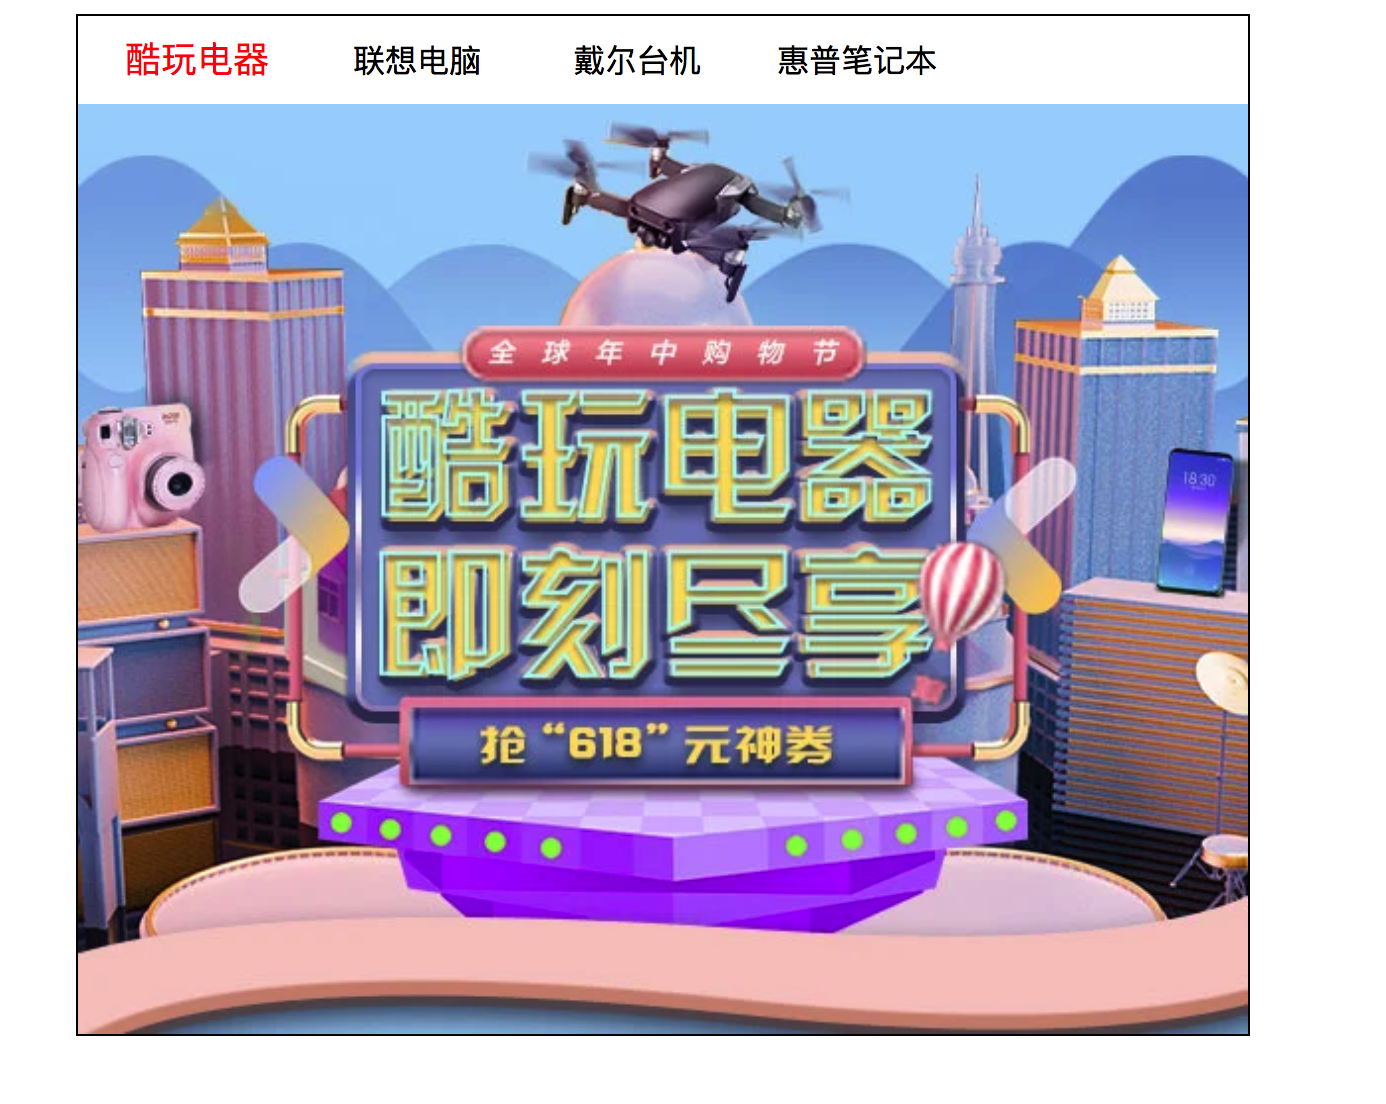 酷玩电器 联想电脑 戴尔台机 惠普笔记本
全球年中购物节
酷玩电器
即刻尽享
18:30
抢“618”元神券